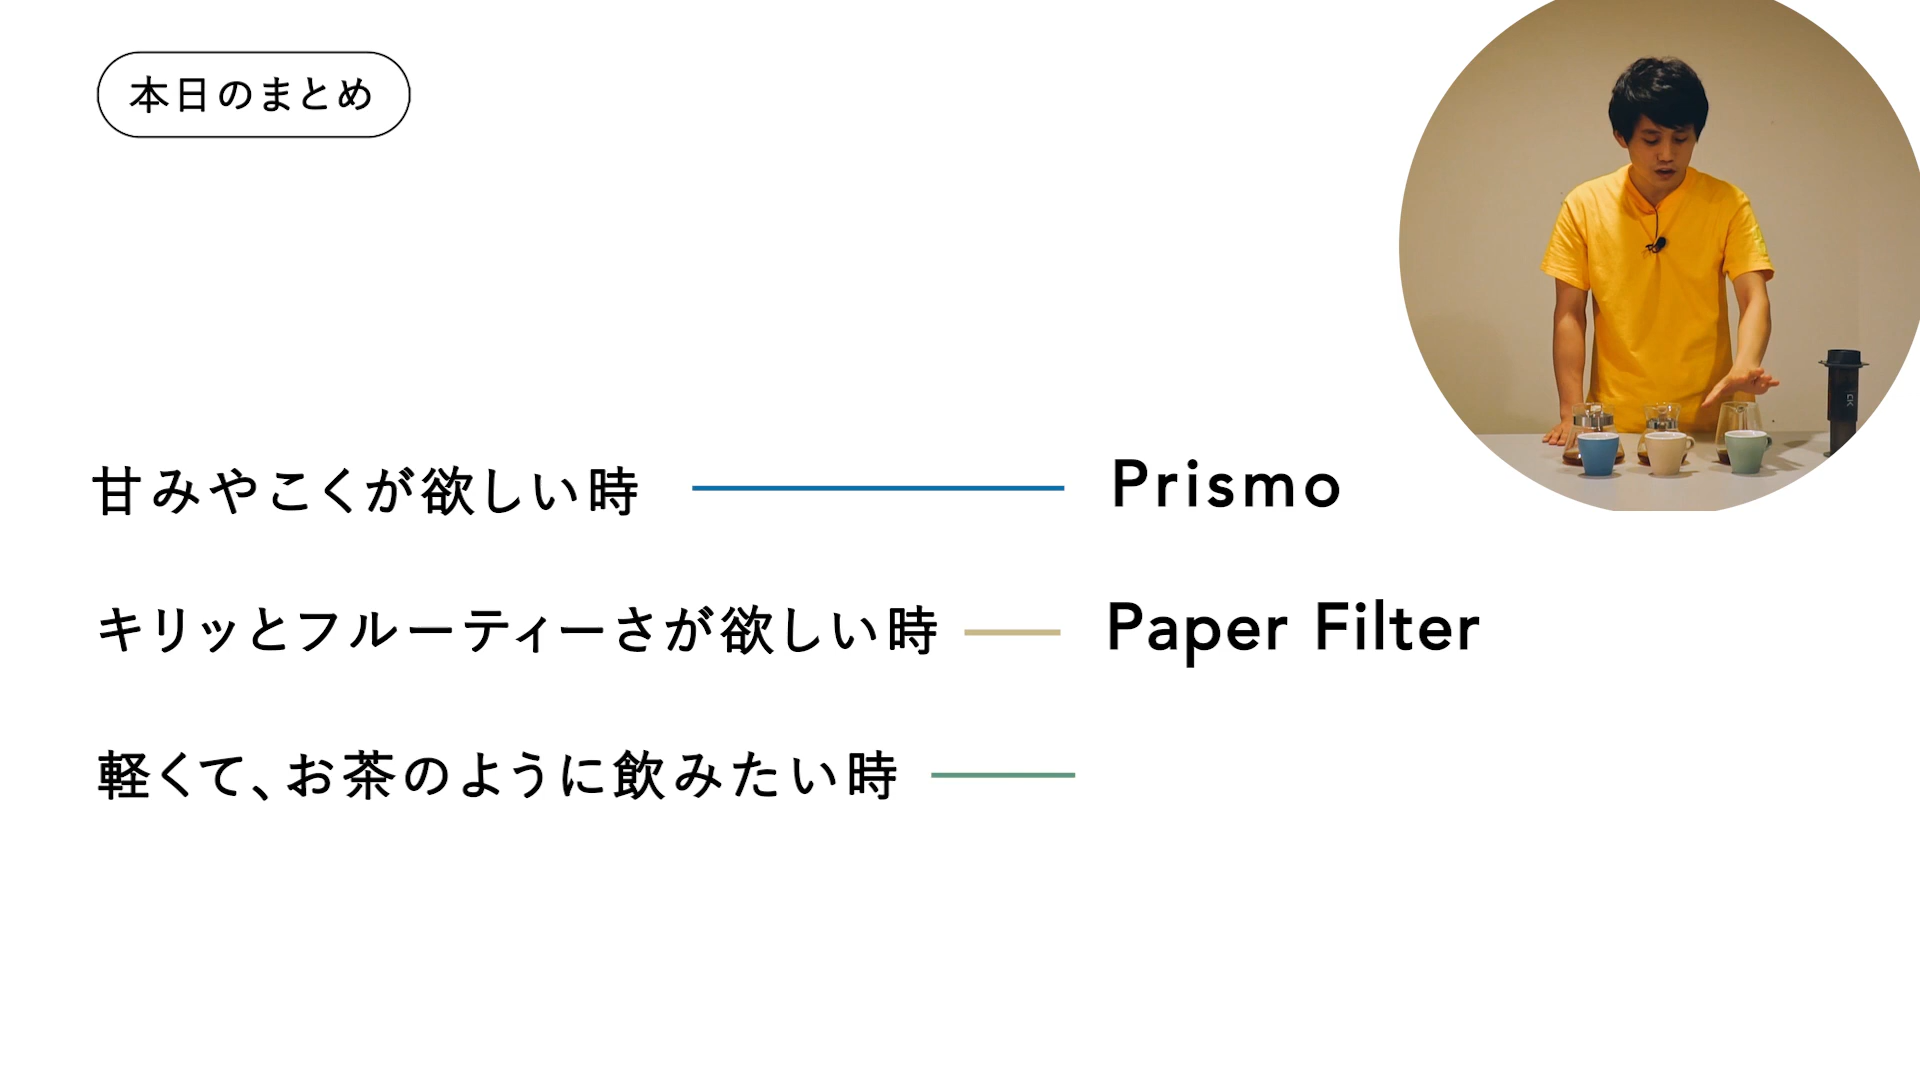 本日のまとめ
甘みやこくが欲しい時 Prismo
キリッとフルーティーさが欲しい時 Paper Filter
軽くて、お茶のように飲みたい時